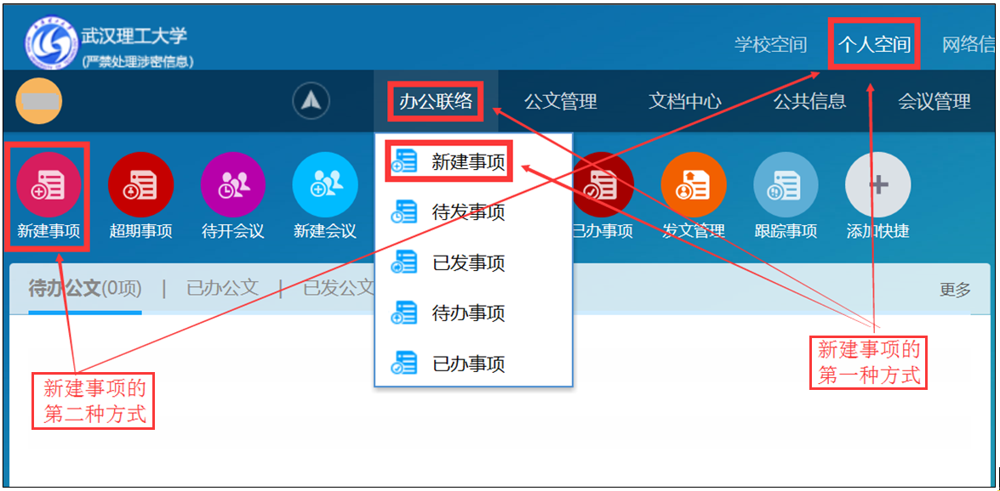 武汉理工大学
(严禁处理涉密信息)
学校空间
个人空间
网络信
办公联络
公文管理
文档中心
公共信息
会议管理
新建事项
超期事项
待开会议
新建会议
已办事项
发文管理
跟踪事项
添加快捷
新建事项
待发事项
已发事项
待办事项
已办事项
待办公文(0项) | 已办公文 | 已发公文
更多
新建事项的
第一种方式
新建事项的
第二种方式